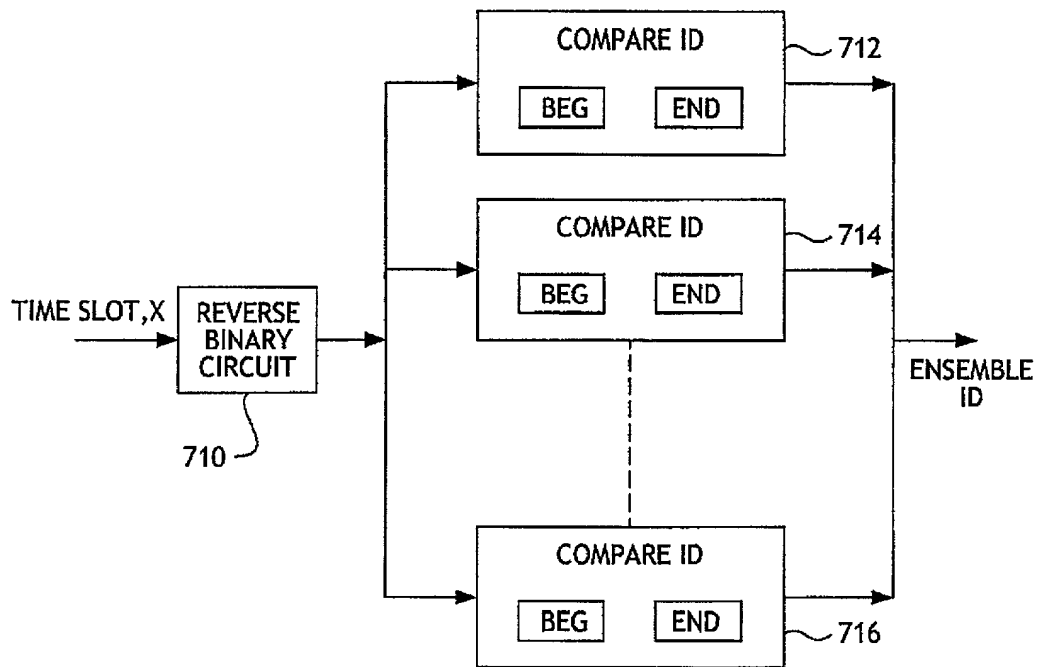 COMPARE ID
712
BEG
END
COMPARE ID
714
BEG
END
TIME SLOT,X
REVERSE
BINARY
CIRCUIT
710
ENSEMBLE
ID
COMPARE ID
BEG
END
716